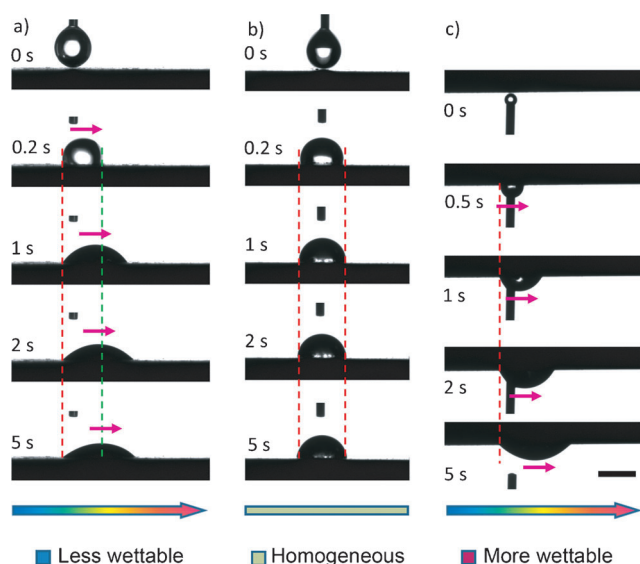 a)
0 s
0.2 s
1 s
2 s
5 s
b)
0 s
0.2 s
1 s
2 s
5 s
c)
0 s
0.5 s
1 s
2 s
5 s
Less wettable
Homogeneous
More wettable